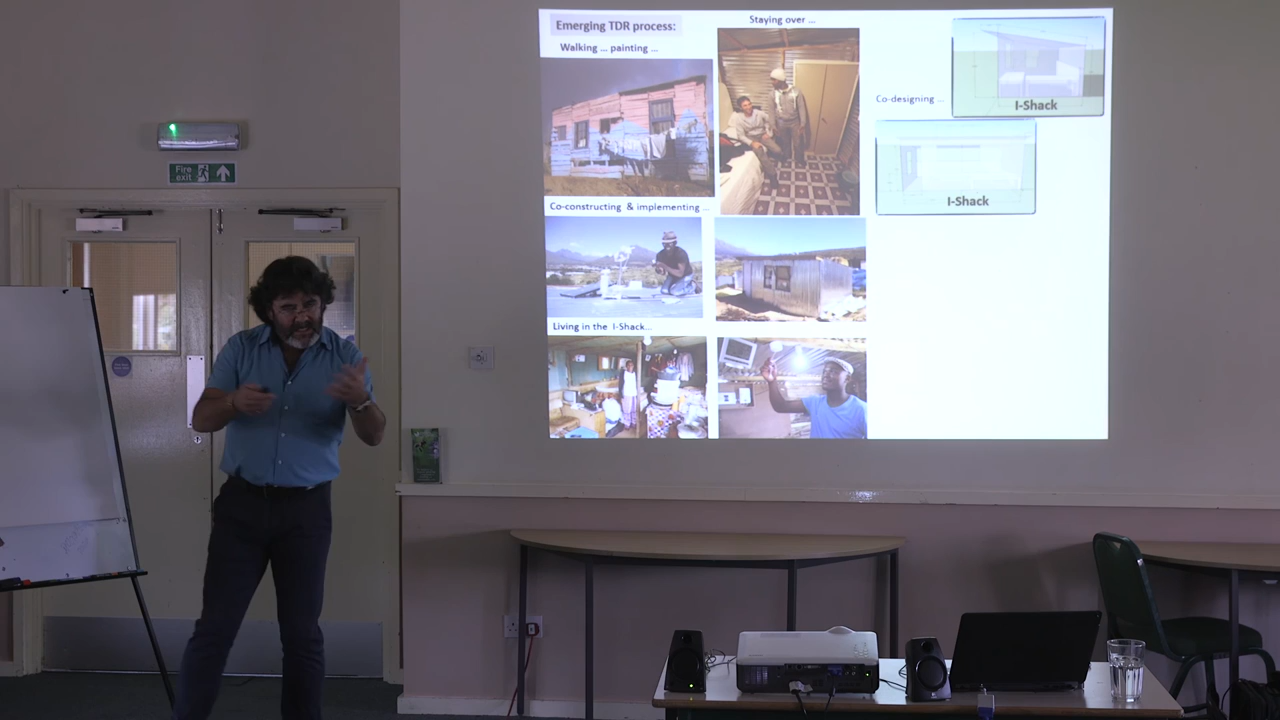 Emerging TDR process:
Walking ... painting ...
Staying over ...
Co-designing ...
I-Shack
I-Shack
Co-constructing & implementing ...
Living in the I-Shack...
Fire
exit